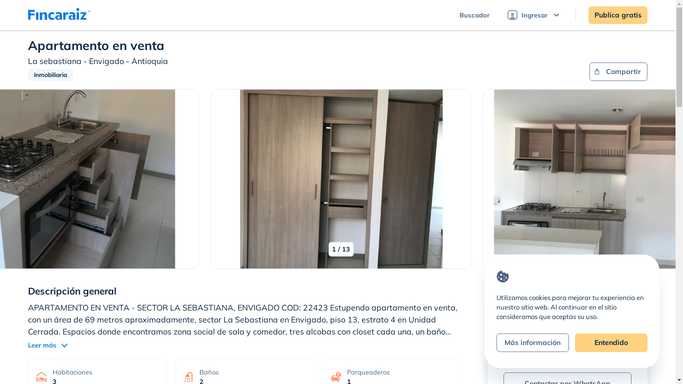 Fincaraiz
Buscador
Ingresar
Publica gratis
Apartamento en venta
La sebastiana - Envigado - Antioquia
Inmobiliaria
Compartir
1 / 13
Descripción general
APARTAMENTO EN VENTA - SECTOR LA SEBASTIANA, ENVIGADO COD: 22423 Estupendo apartamento en venta,
con un área de 69 metros aproximadamente, sector La Sebastiana en Envigado, piso 13, estrato 4 en Unidad
Cerrada. Espacios donde encontramos zona social de sala y comedor, tres alcobas con closet cada una, un baño...
Leer más
Habitaciones
3
Baños
2
Parqueaderos
1
Utilizamos cookies para mejorar tu experiencia en
nuestro sitio web. Al continuar en el sitio
consideramos que aceptas su uso.
Más información
Entendido
Contactar por WhatsApp